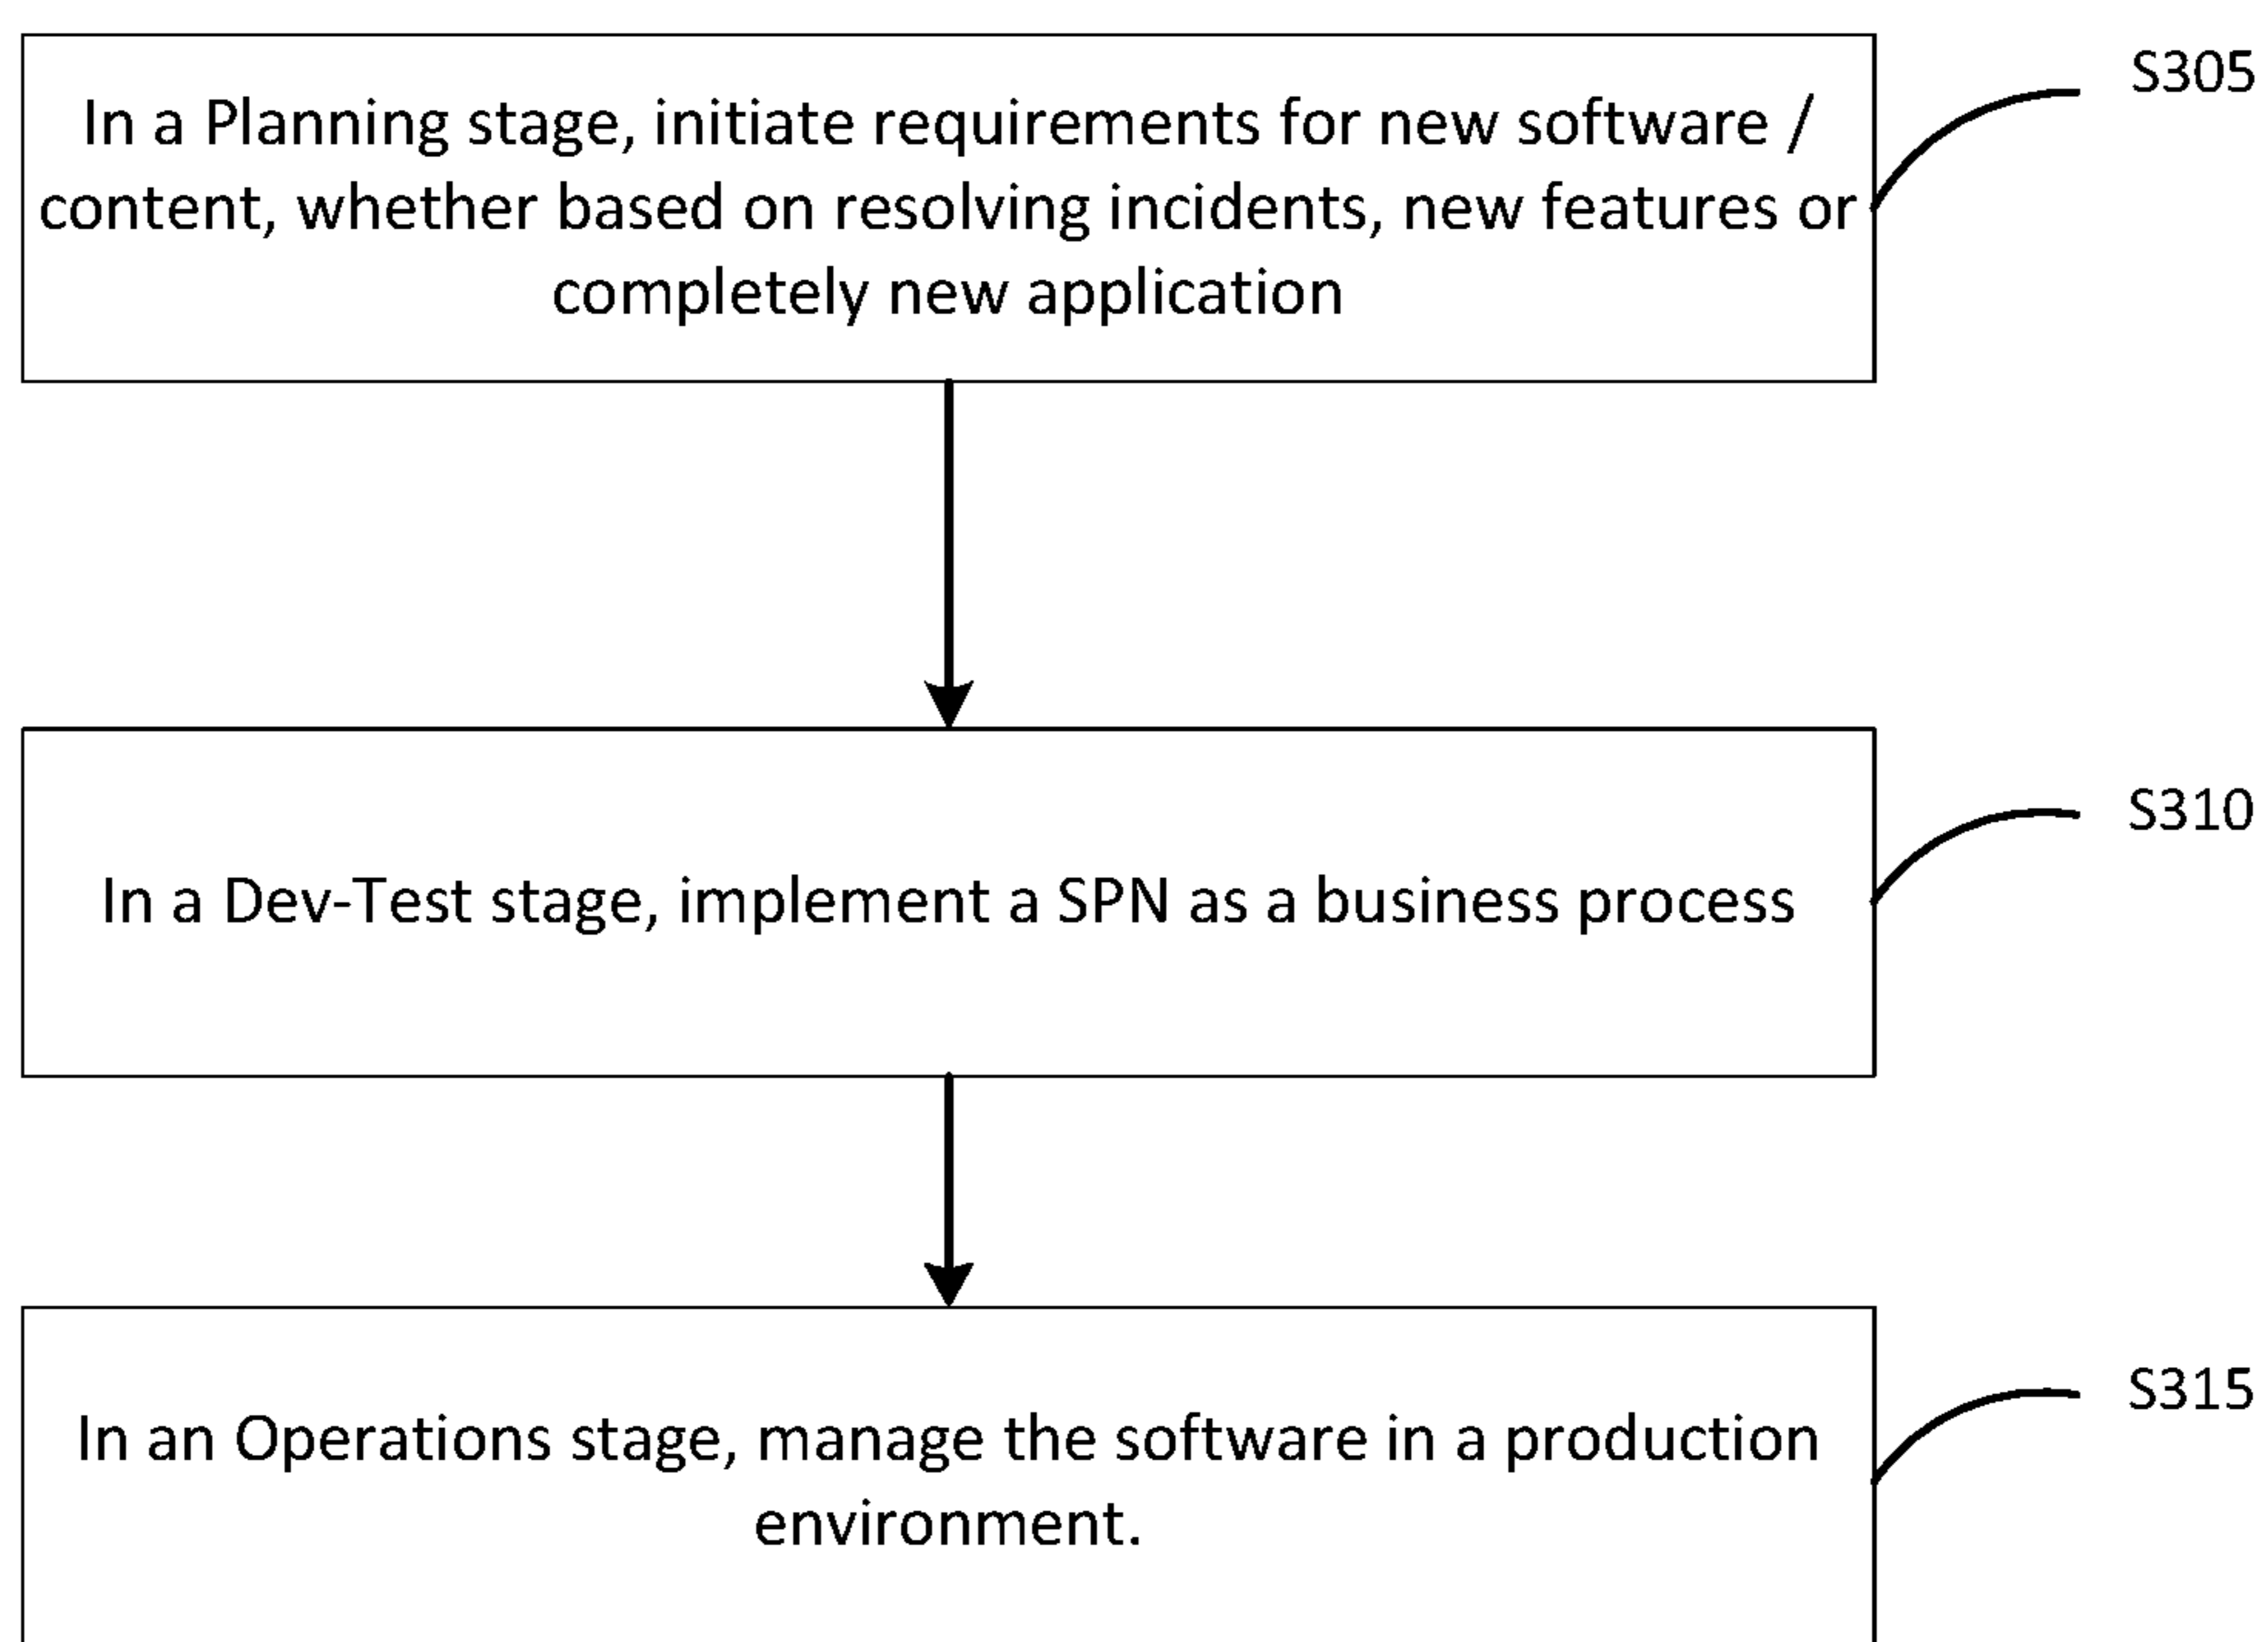 S305
In a Planning stage, initiate requirements for new software /
content, whether based on resolving incidents, new features or
completely new application
S310
In a Dev-Test stage, implement a SPN as a business process
S315
In an Operations stage, manage the software in a production
environment.